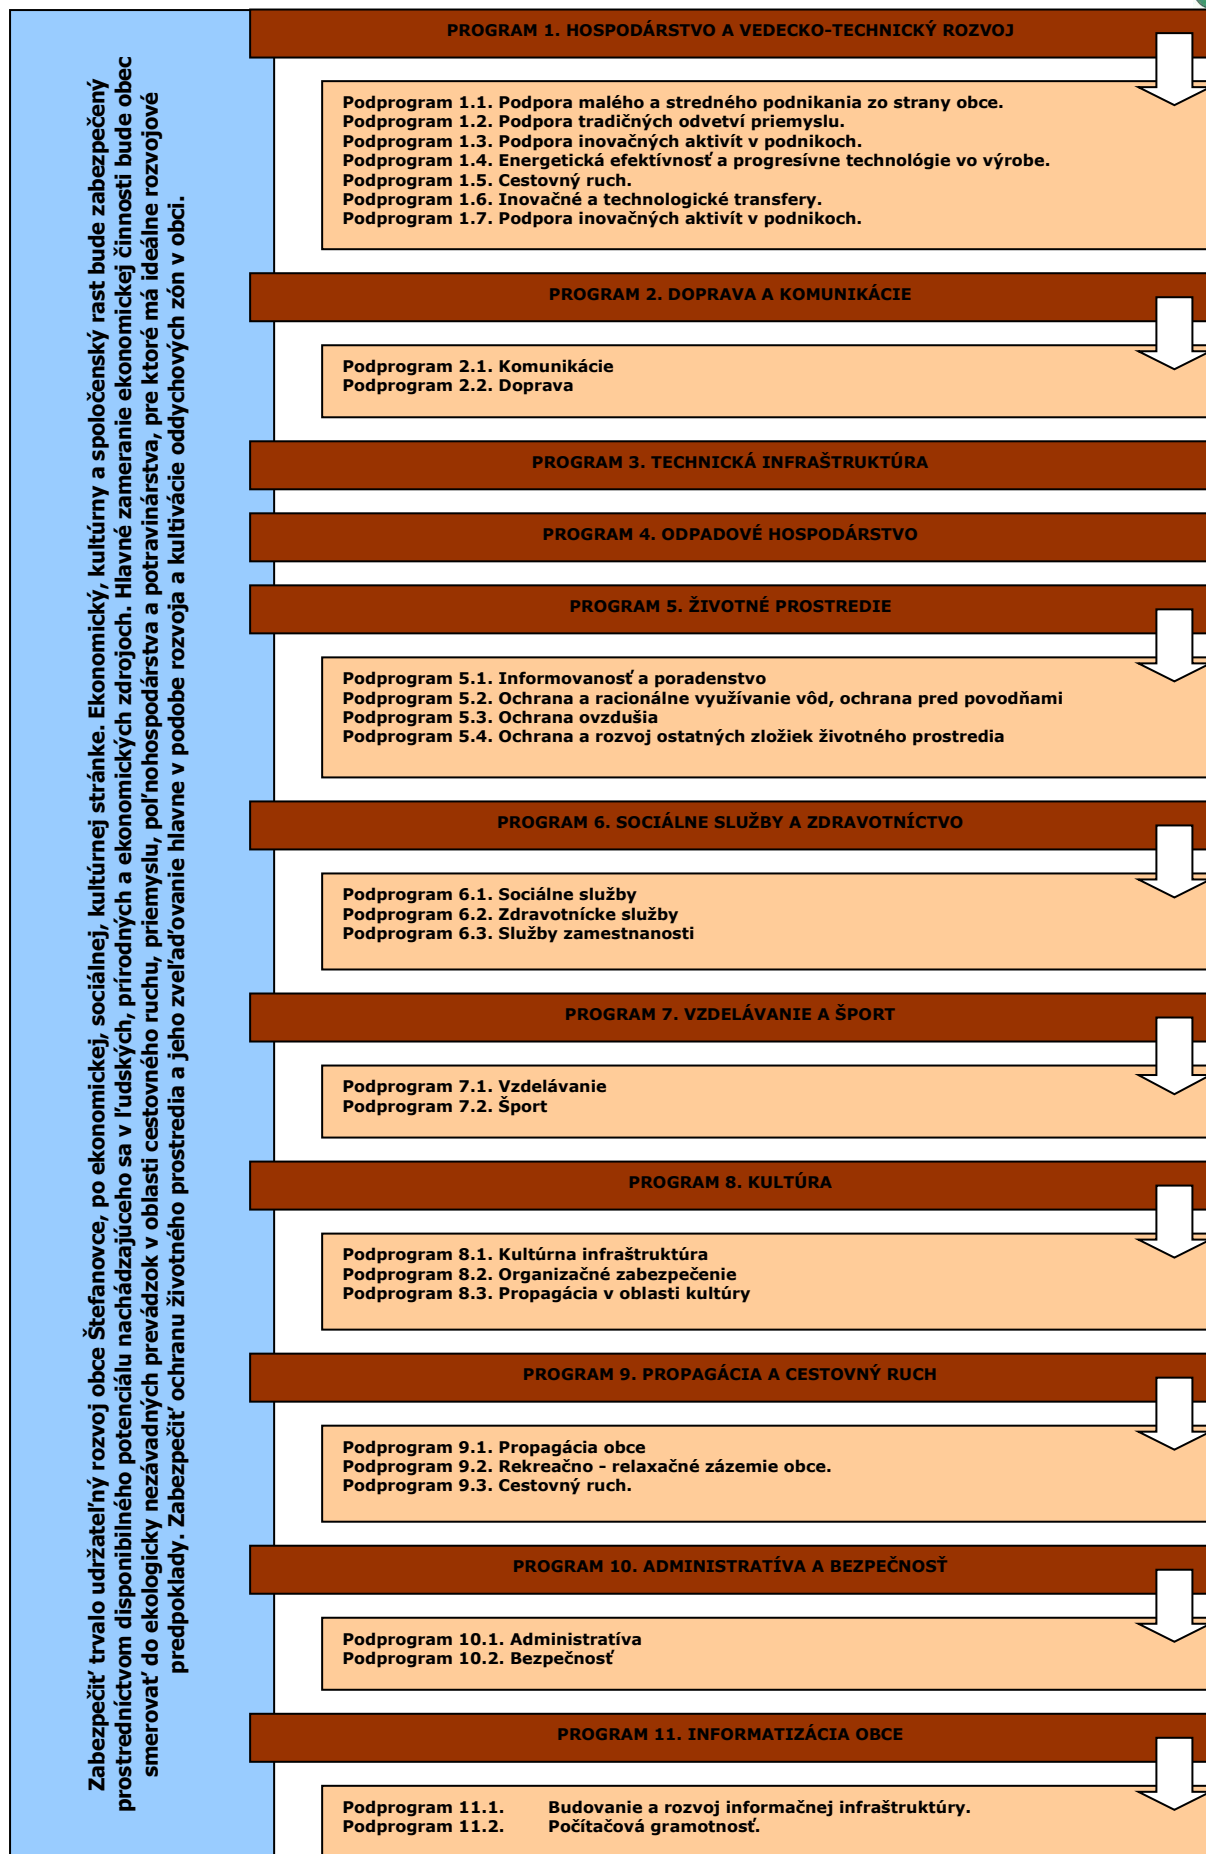 Zabezpečiť trvalo udržateľný rozvoj obce Štefanovce, po ekonomickej, sociálnej, kultúrnej stránke. Ekonomický, kultúrny a spoločenský rast bude zabezpečený
prostredníctvom disponibilného potenciálu nachádzajúceho sa v ľudských, prírodných a ekonomických zdrojoch. Hlavné zameranie ekonomickej činnosti bude obec
smerovať do ekologicky nezávadných prevádzok v oblasti cestovného ruchu, priemyslu, poľnohospodárstva a potravinárstva, pre ktoré má ideálne rozvojové
predpoklady. Zabezpečiť ochranu životného prostredia a jeho zveľaďovanie hlavne v podobe rozvoja a kultivácie oddychových zón v obci.
PROGRAM 1. HOSPODÁRSTVO A VEDECKO-TECHNICKÝ ROZVOJ
Podprogram 1.1. Podpora malého a stredného podnikania zo strany obce.
Podprogram 1.2. Podpora tradičných odvetví priemyslu.
Podprogram 1.3. Podpora inovačných aktivít v podnikoch.
Podprogram 1.4. Energetická efektívnosť a progresívne technológie vo výrobe.
Podprogram 1.5. Cestovný ruch.
Podprogram 1.6. Inovačné a technologické transfery.
Podprogram 1.7. Podpora inovačných aktivít v podnikoch.
PROGRAM 2. DOPRAVA A KOMUNIKÁCIE
Podprogram 2.1. Komunikácie
Podprogram 2.2. Doprava
PROGRAM 3. TECHNICKÁ INFRAŠTRUKTÚRA
PROGRAM 4. ODPADOVÉ HOSPODÁRSTVO
PROGRAM 5. ŽIVOTNÉ PROSTREDIE
Podprogram 5.1. Informovanosť a poradenstvo
Podprogram 5.2. Ochrana a racionálne využívanie vôd, ochrana pred povodňami
Podprogram 5.3. Ochrana ovzdušia
Podprogram 5.4. Ochrana a rozvoj ostatných zložiek životného prostredia
PROGRAM 6. SOCIÁLNE SLUŽBY A ZDRAVOTNÍCTVO
Podprogram 6.1. Sociálne služby
Podprogram 6.2. Zdravotnícke služby
Podprogram 6.3. Služby zamestnanosti
PROGRAM 7. VZDELÁVANIE A ŠPORT
Podprogram 7.1. Vzdelávanie
Podprogram 7.2. Šport
PROGRAM 8. KULTÚRA
Podprogram 8.1. Kultúrna infraštruktúra
Podprogram 8.2. Organizačné zabezpečenie
Podprogram 8.3. Propagácia v oblasti kultúry
PROGRAM 9. PROPAGÁCIA A CESTOVNÝ RUCH
Podprogram 9.1. Propagácia obce
Podprogram 9.2. Rekreačno - relaxačné zázemie obce.
Podprogram 9.3. Cestovný ruch.
PROGRAM 10. ADMINISTRATÍVA A BEZPEČNOSŤ
Podprogram 10.1. Administratíva
Podprogram 10.2. Bezpečnosť
PROGRAM 11. INFORMATIZÁCIA OBCE
Podprogram 11.1. Budovanie a rozvoj informačnej infraštruktúry.
Podprogram 11.2. Počítačová gramotnosť.